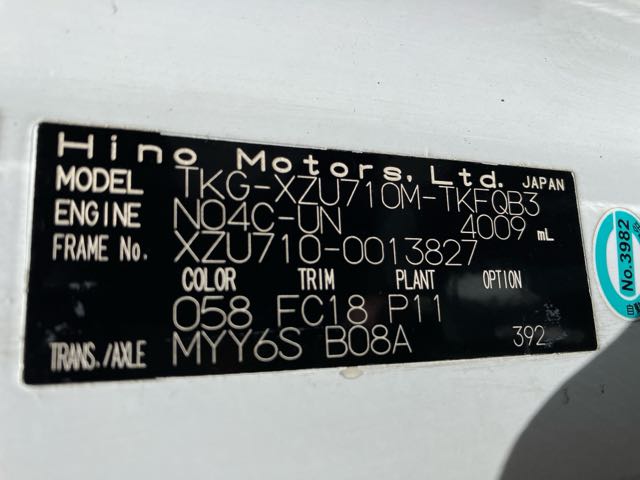 Hino Motors, Ltd. JAPAN
MODEL TKG-XZU710M-TKFQB3
ENGINE N04C-UN 4009 mL
FRAME No. XZU710-0013827
COLOR TRIM PLANT OPTION
058 FC18 P11
TRANS./AXLE MYY6S B08A 392
No.3982